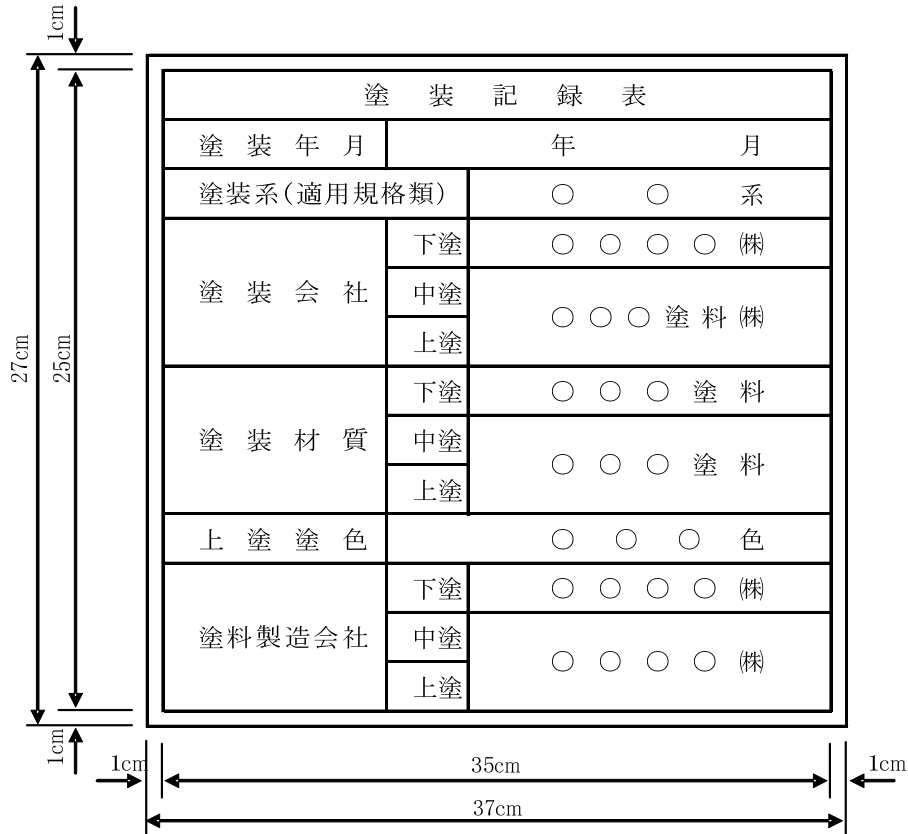 1cm
塗装記録表
塗装年月 年 月
塗装系(適用規格類) ○ ○ 系
下塗 ○○○○㈱
塗装会社 中塗 ○○○塗料㈱
上塗
下塗 ○○○塗料
塗装材質 中塗 ○○○塗料
上塗
上塗塗色 ○○○色
下塗 ○○○○㈱
塗料製造会社 中塗 ○○○○㈱
上塗
27cm
25cm
1cm
1cm 35cm 1cm
37cm